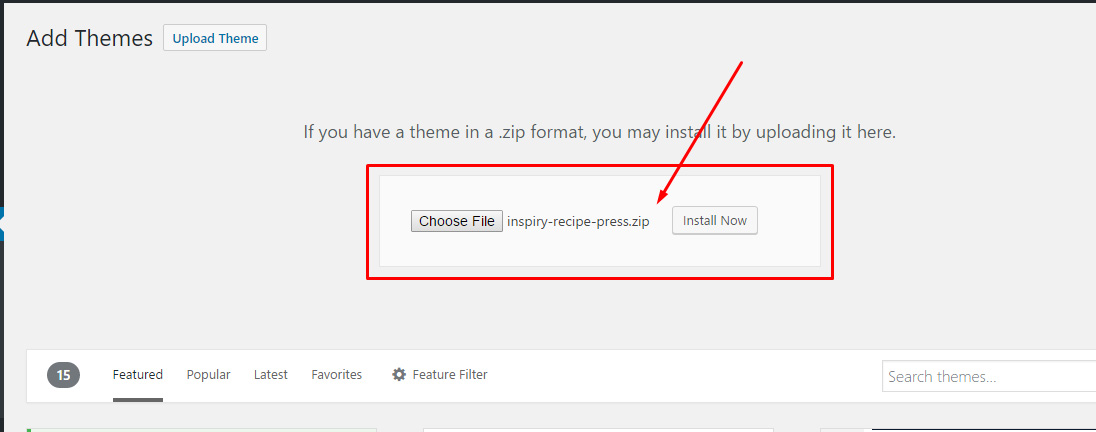 Add Themes Upload Theme
If you have a theme in a .zip format, you may install it by uploading it here.
Choose File inspiry-recipe-press.zip Install Now
15 Featured Popular Latest Favorites Feature Filter Search themes...